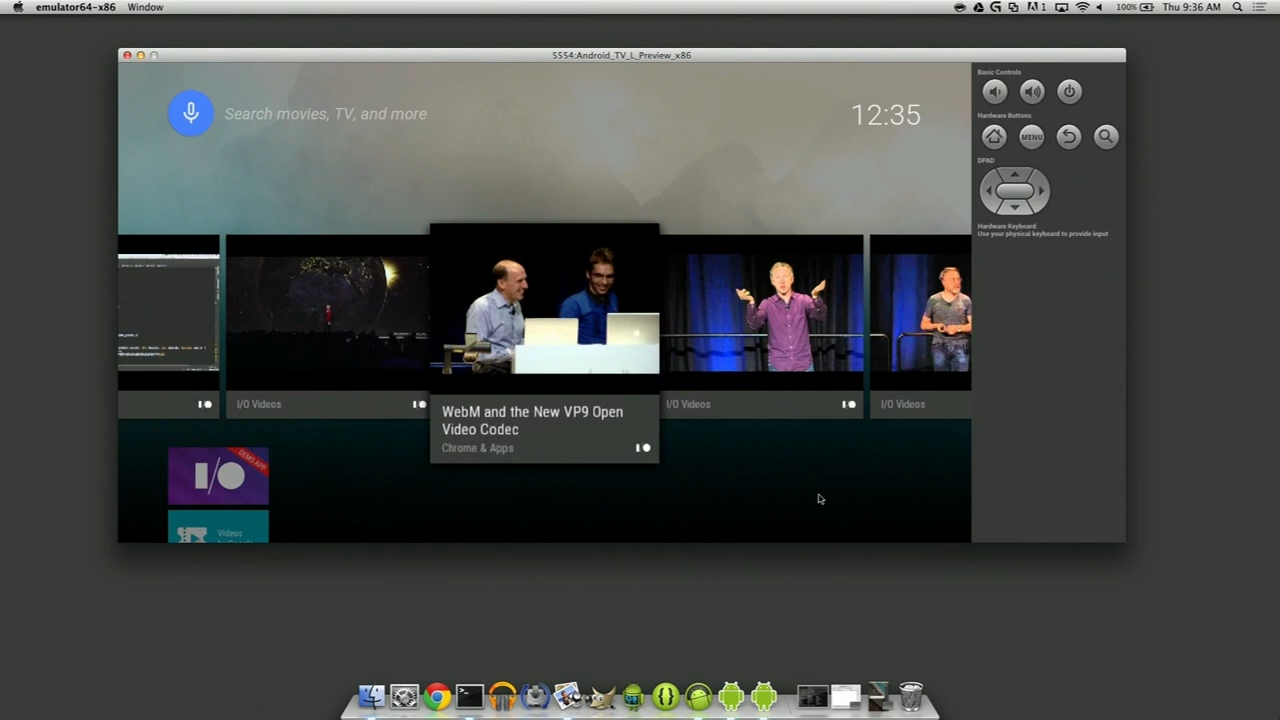 emulator64-x86 Window
1 100% Thu 9:36 AM
5554:Android_TV_L_Preview_x86
Search movies, TV, and more
12:35
Basic Controls
Hardware Buttons
MENU
DPAD
Hardware Keyboard
Use your physical keyboard to provide input
I/O Videos
WebM and the New VP9 Open
Video Codec
Chrome & Apps
I/O Videos
I/O Videos
I/O
DEMO APP
Videos